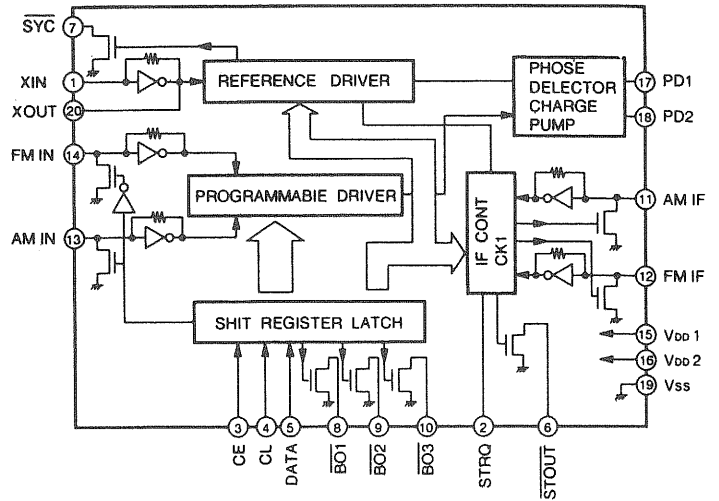 SYC
7
XIN
1
XOUT
20
FM IN
14
AM IN
13
REFERENCE DRIVER
PROGRAMMABIE DRIVER
SHIT REGISTER LATCH
PHOSE
DELECTOR
CHARGE
PUMP
IF CONT
CK1
17 PD1
18 PD2
11 AM IF
12 FM IF
15 VDD 1
16 VDD 2
19 VSS
3
4
5
8
9
10
2
6
CE
CL
DATA
BO1
BO2
BO3
STRQ
STOUT